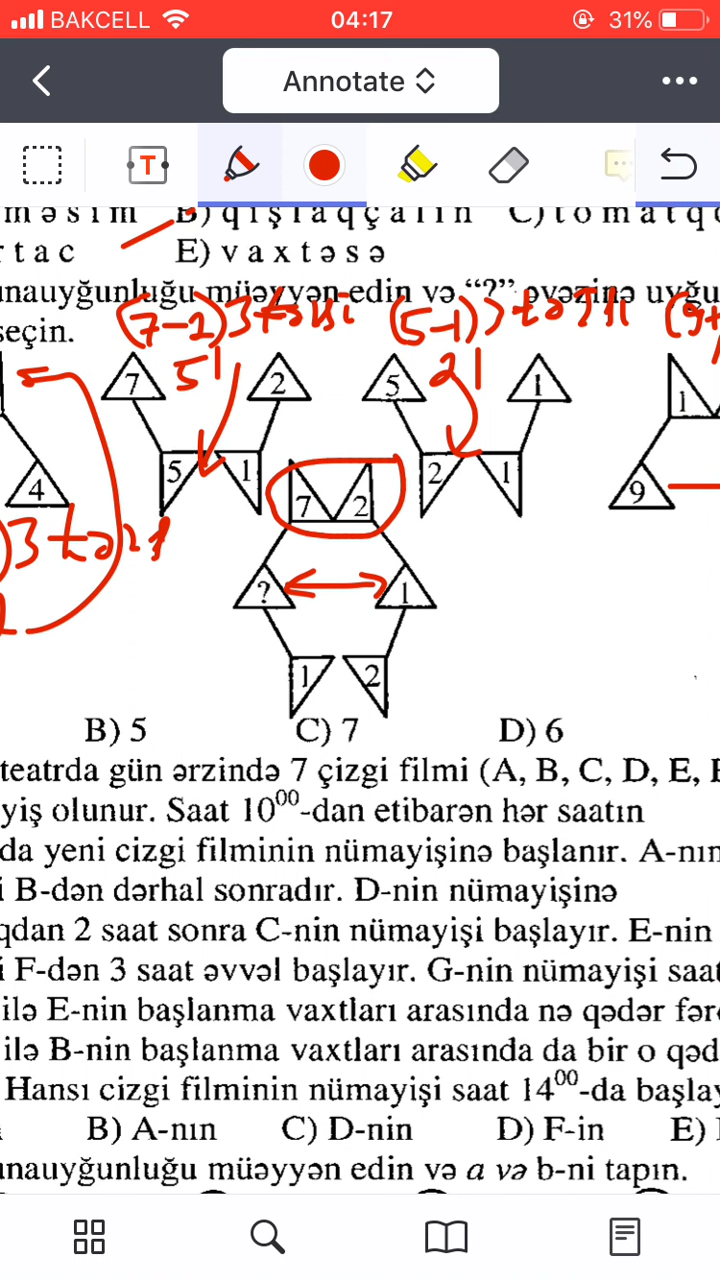 BAKCELL 04:17 31%
Annotate
T
məsim B) qışlaqçalın C) tomatq
rtac E) vaxtəsə
unauyğunluğu müəyyən edin və “?” əvəzinə uyğu
seçin.
(7-2) 3 təkisi (5-1) 3
7 5 2 5 2 1 1
4 5 1 2 1 9
7 2
3
? 1
1 2
B) 5 C) 7 D) 6
teatrda gün ərzində 7 çizgi filmi (A, B, C, D, E, F
yiş olunur. Saat 10⁰⁰-dan etibarən hər saatın
da yeni cizgi filminin nümayişinə başlanır. A-nın
i B-dən dərhal sonradır. D-nin nümayişinə
qdan 2 saat sonra C-nin nümayişi başlayır. E-nin
i F-dən 3 saat əvvəl başlayır. G-nin nümayişi saat
ilə E-nin başlanma vaxtları arasında nə qədər fər
ilə B-nin başlanma vaxtları arasında da bir o qəd
Hansı cizgi filminin nümayişi saat 14⁰⁰-da başlay
B) A-nın C) D-nin D) F-in E)
unauyğunluğu müəyyən edin və a və b-ni tapın.